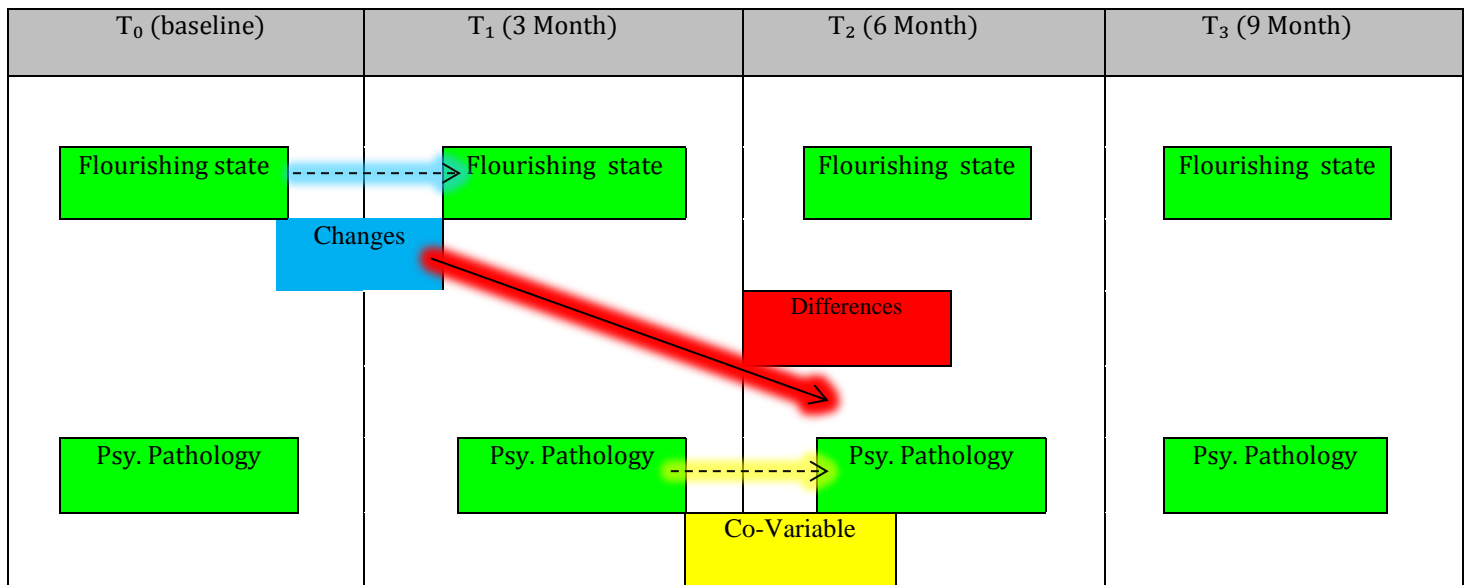 T₀ (baseline) T₁ (3 Month) T₂ (6 Month) T₃ (9 Month)
Flourishing state Flourishing  state Flourishing  state Flourishing  state
Changes
Differences
Psy. Pathology Psy. Pathology Psy. Pathology Psy. Pathology
Co-Variable